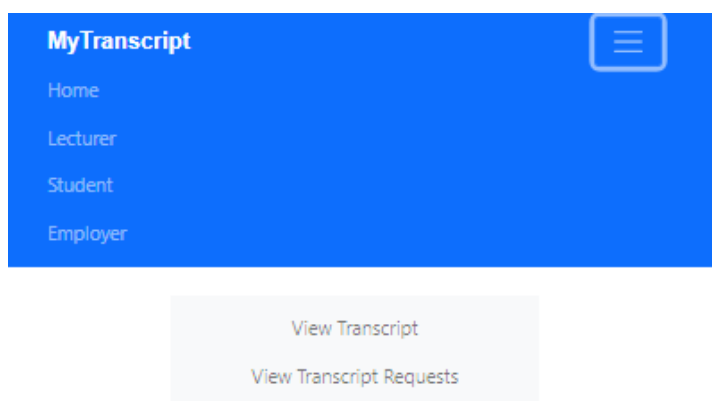 MyTranscript
Home
Lecturer
Student
Employer
View Transcript
View Transcript Requests